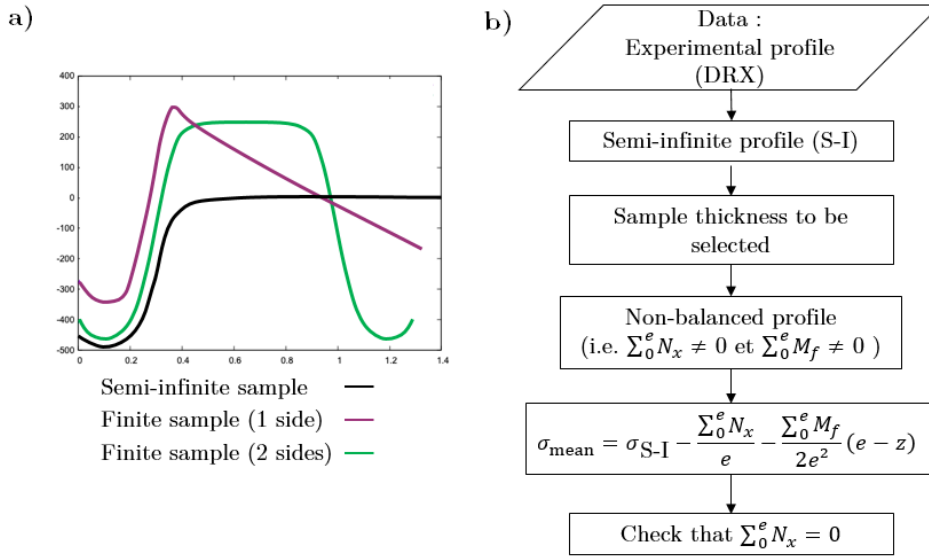 a)
400
300
200
100
0
-100
-200
-300
-400
-500
0 0.2 0.4 0.6 0.8 1 1.2 1.4
Semi-infinite sample
Finite sample (1 side)
Finite sample (2 sides)
b)
Data :
Experimental profile
(DRX)
Semi-infinite profile (S-I)
Sample thickness to be
selected
Non-balanced profile
(i.e. ∑₀ᵉ Nₓ ≠ 0 et ∑₀ᵉ M_f ≠ 0 )
σ_mean = σ_S-I − (∑₀ᵉ Nₓ)/e − (∑₀ᵉ M_f)/(2e²) (e − z)
Check that ∑₀ᵉ Nₓ = 0